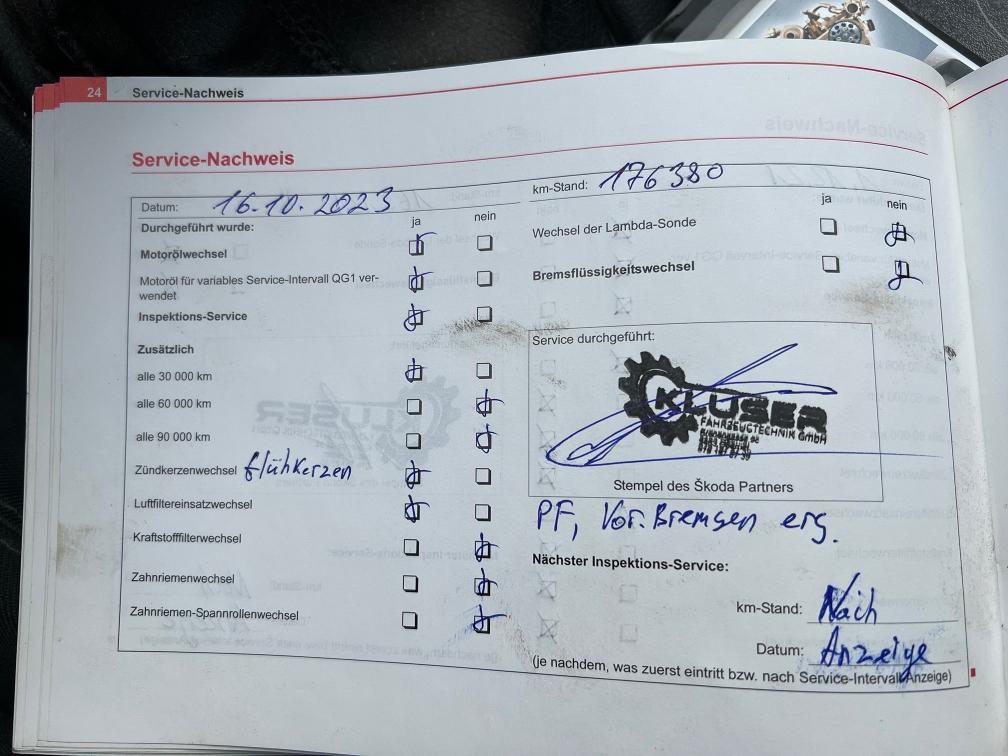 24 Service-Nachweis
Service-Nachweis
Datum: 16.10.2023
km-Stand: 176380
Durchgeführt wurde:
ja nein
Motorölwechsel
Motoröl für variables Service-Intervall QG1 ver-
wendet
Inspektions-Service
Zusätzlich
alle 30 000 km
alle 60 000 km
alle 90 000 km
Zündkerzenwechsel Glühkerzen
Luftfiltereinsatzwechsel
Kraftstofffilterwechsel
Zahnriemenwechsel
Zahnriemen-Spannrollenwechsel
ja nein
Wechsel der Lambda-Sonde
Bremsflüssigkeitswechsel
Service durchgeführt:
KLUSER
FAHRZEUGTECHNIK GmbH
Stempel des Škoda Partners
PF, Vor. Bremsen erg.
Nächster Inspektions-Service:
km-Stand: Nach
Datum: Anzeige
(je nachdem, was zuerst eintritt bzw. nach Service-Intervall-Anzeige)